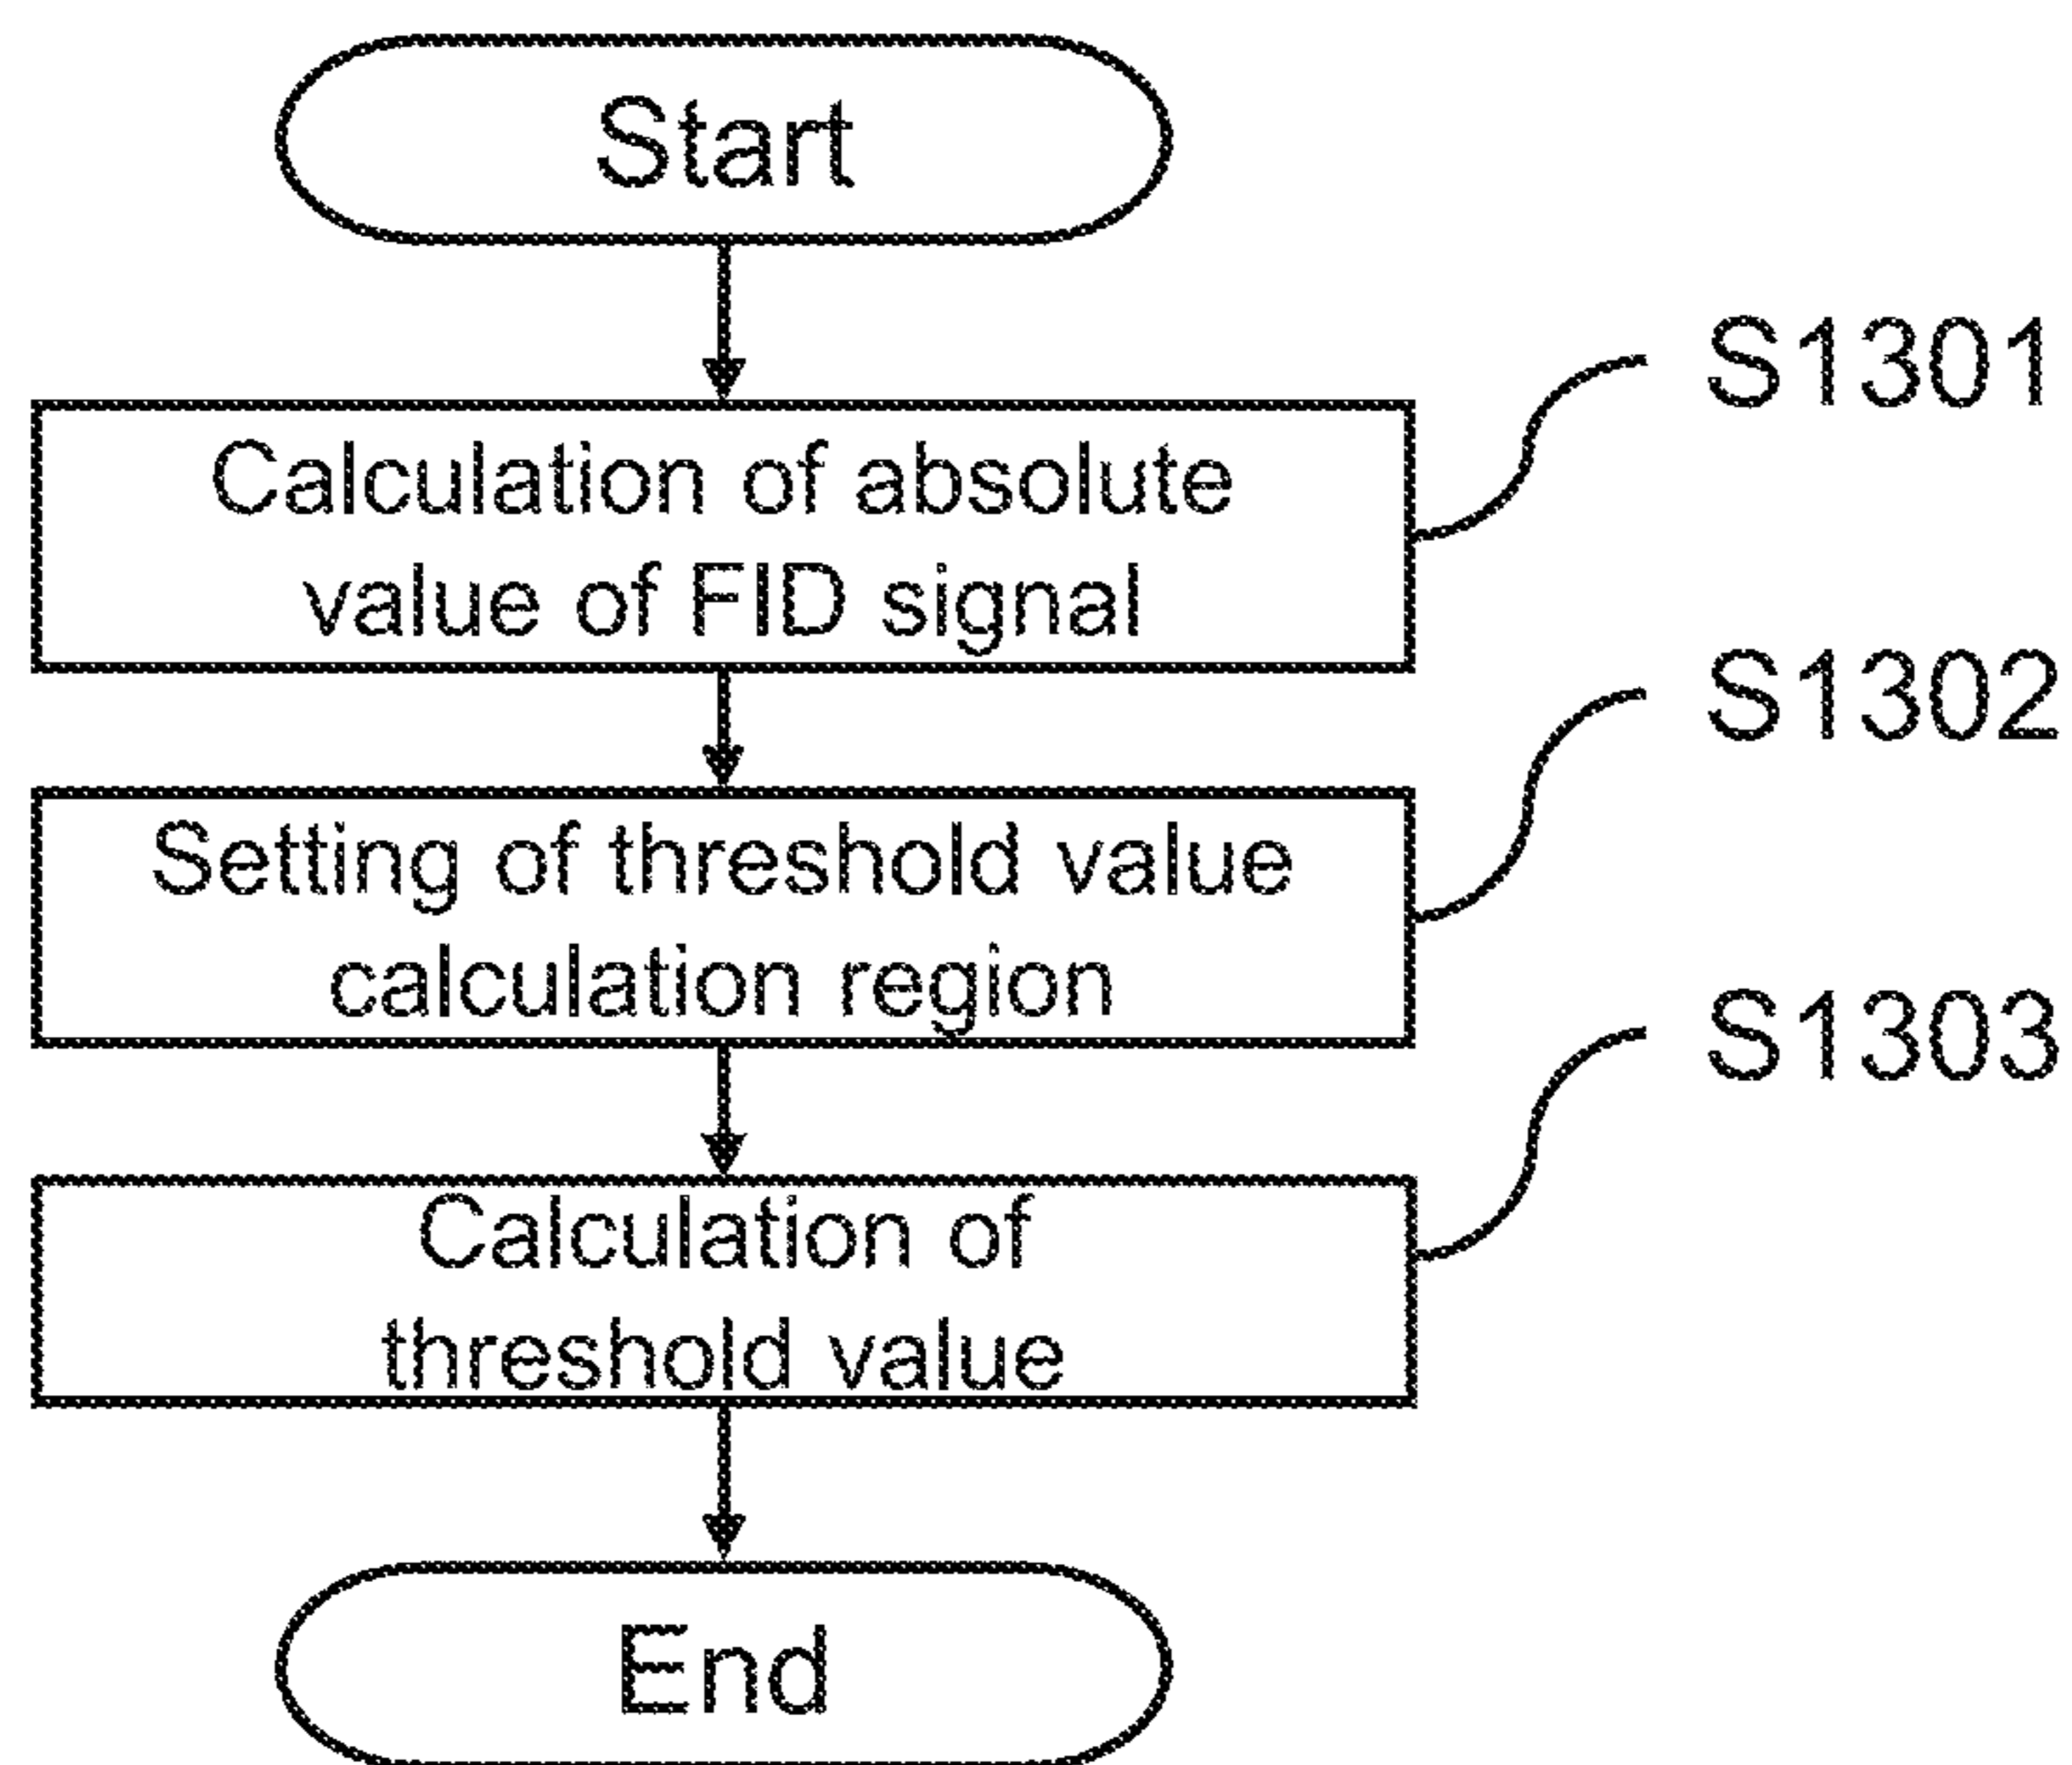 Start
S1301
Calculation of absolute
value of FID signal
S1302
Setting of threshold value
calculation region
S1303
Calculation of
threshold value
End